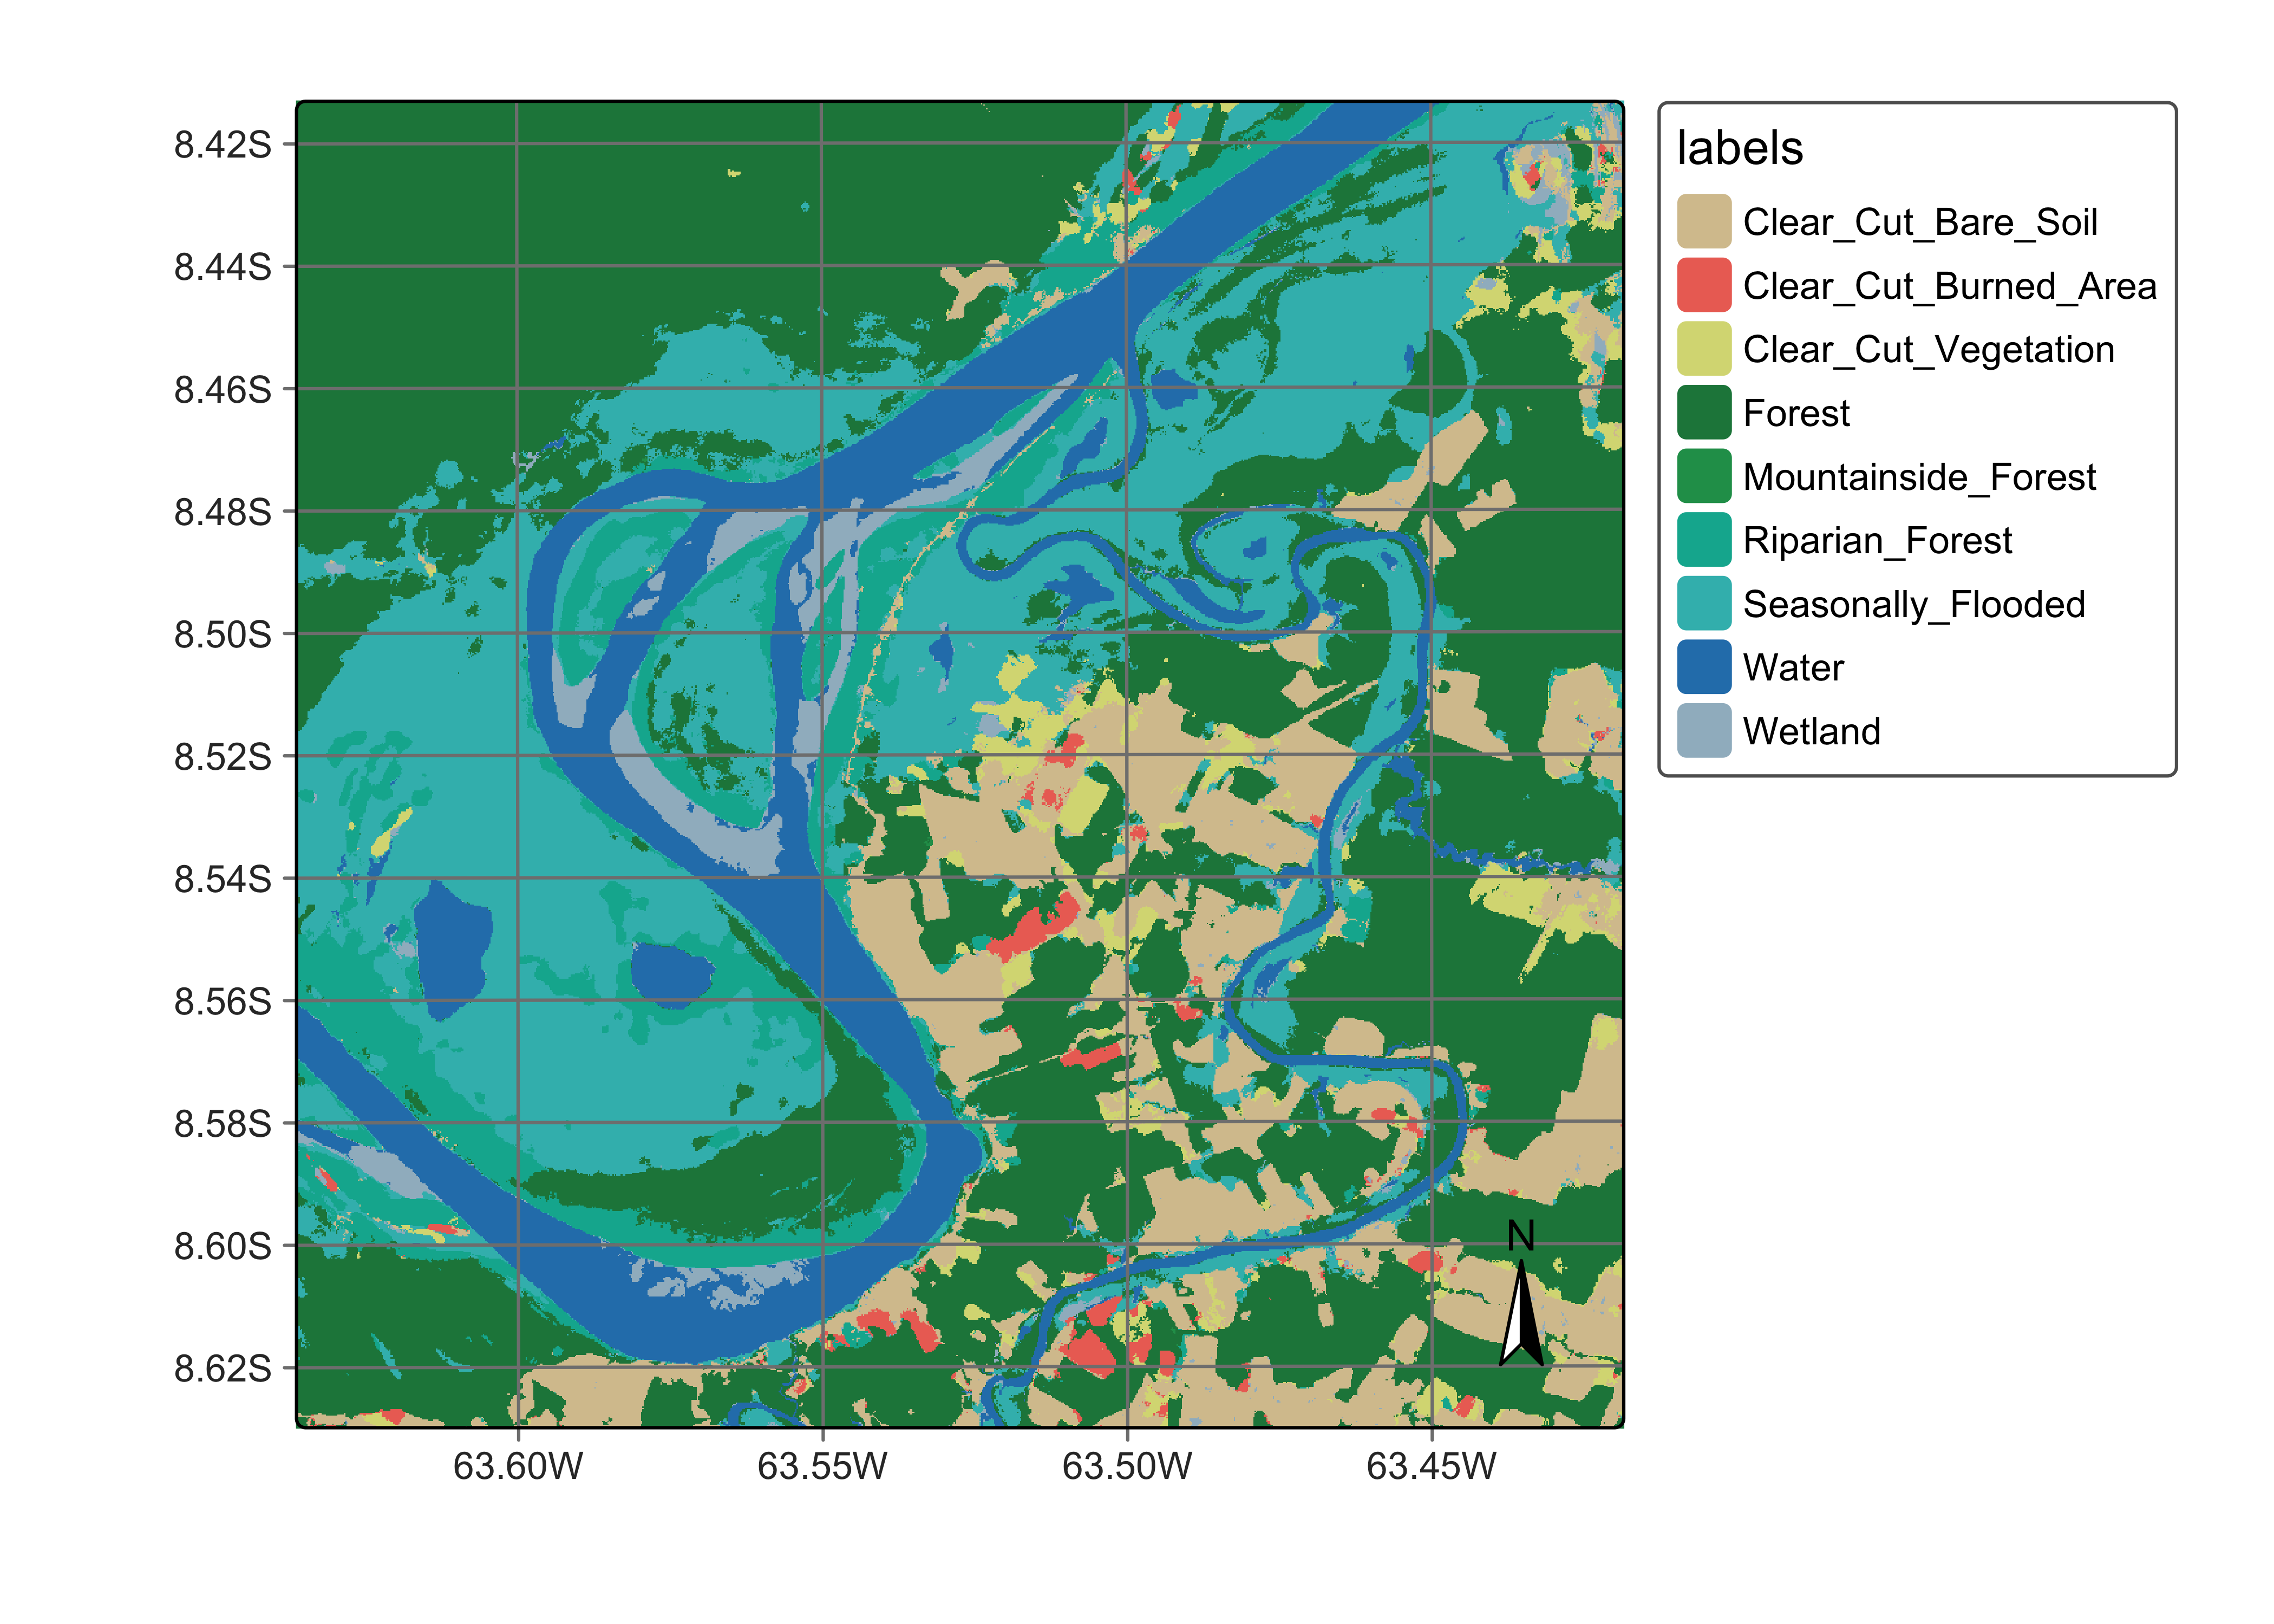 labels
Clear_Cut_Bare_Soil
Clear_Cut_Burned_Area
Clear_Cut_Vegetation
Forest
Mountainside_Forest
Riparian_Forest
Seasonally_Flooded
Water
Wetland
8.42S
8.44S
8.46S
8.48S
8.50S
8.52S
8.54S
8.56S
8.58S
8.60S
8.62S
N
63.60W 63.55W 63.50W 63.45W